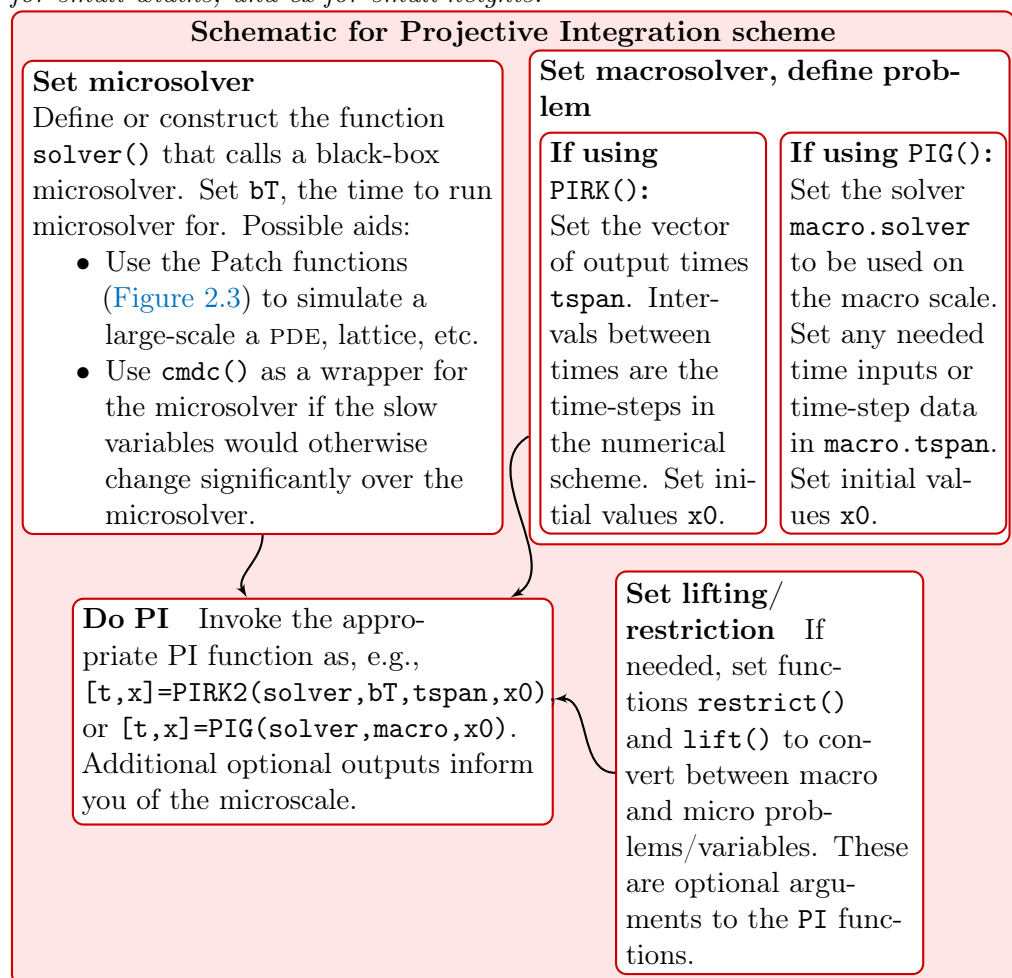 for small widths, and sa for small heights.
Schematic for Projective Integration scheme
Set microsolver
Define or construct the function
solver() that calls a black-box
microsolver. Set bT, the time to run
microsolver for. Possible aids:
• Use the Patch functions
(Figure 2.3) to simulate a
large-scale a PDE, lattice, etc.
• Use cmdc() as a wrapper for
the microsolver if the slow
variables would otherwise
change significantly over the
microsolver.
Set macrosolver, define prob-
lem
If using
PIRK():
Set the vector
of output times
tspan. Inter-
vals between
times are the
time-steps in
the numerical
scheme. Set ini-
tial values x0.
If using PIG():
Set the solver
macro.solver
to be used on
the macro scale.
Set any needed
time inputs or
time-step data
in macro.tspan.
Set initial val-
ues x0.
Do PI Invoke the appro-
priate PI function as, e.g.,
[t,x]=PIRK2(solver,bT,tspan,x0)
or [t,x]=PIG(solver,macro,x0).
Additional optional outputs inform
you of the microscale.
Set lifting/
restriction If
needed, set func-
tions restrict()
and lift() to con-
vert between macro
and micro prob-
lems/variables. These
are optional argu-
ments to the PI func-
tions.